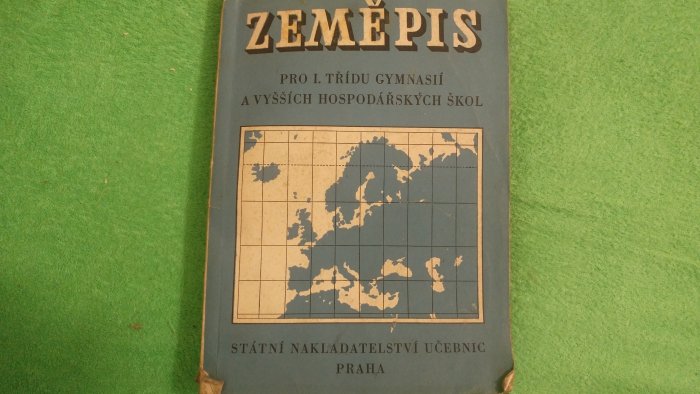 ZEMĚPIS
PRO I. TŘÍDU GYMNASIÍ
A VYŠŠÍCH HOSPODÁŘSKÝCH ŠKOL
STÁTNÍ NAKLADATELSTVÍ UČEBNIC
PRAHA